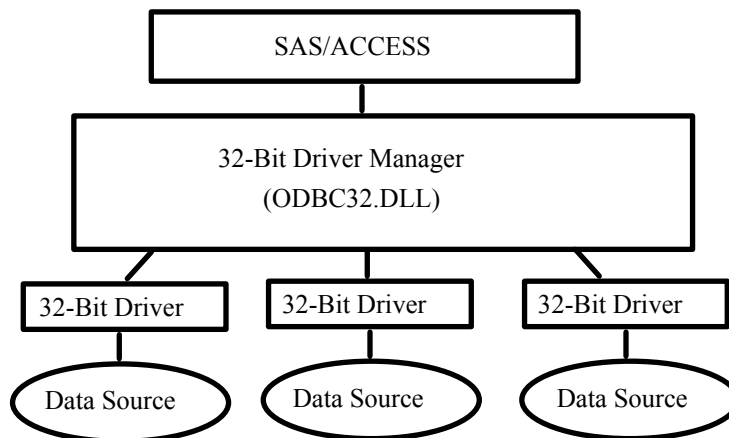 SAS/ACCESS
32-Bit Driver Manager
(ODBC32.DLL)
32-Bit Driver
32-Bit Driver
32-Bit Driver
Data Source
Data Source
Data Source